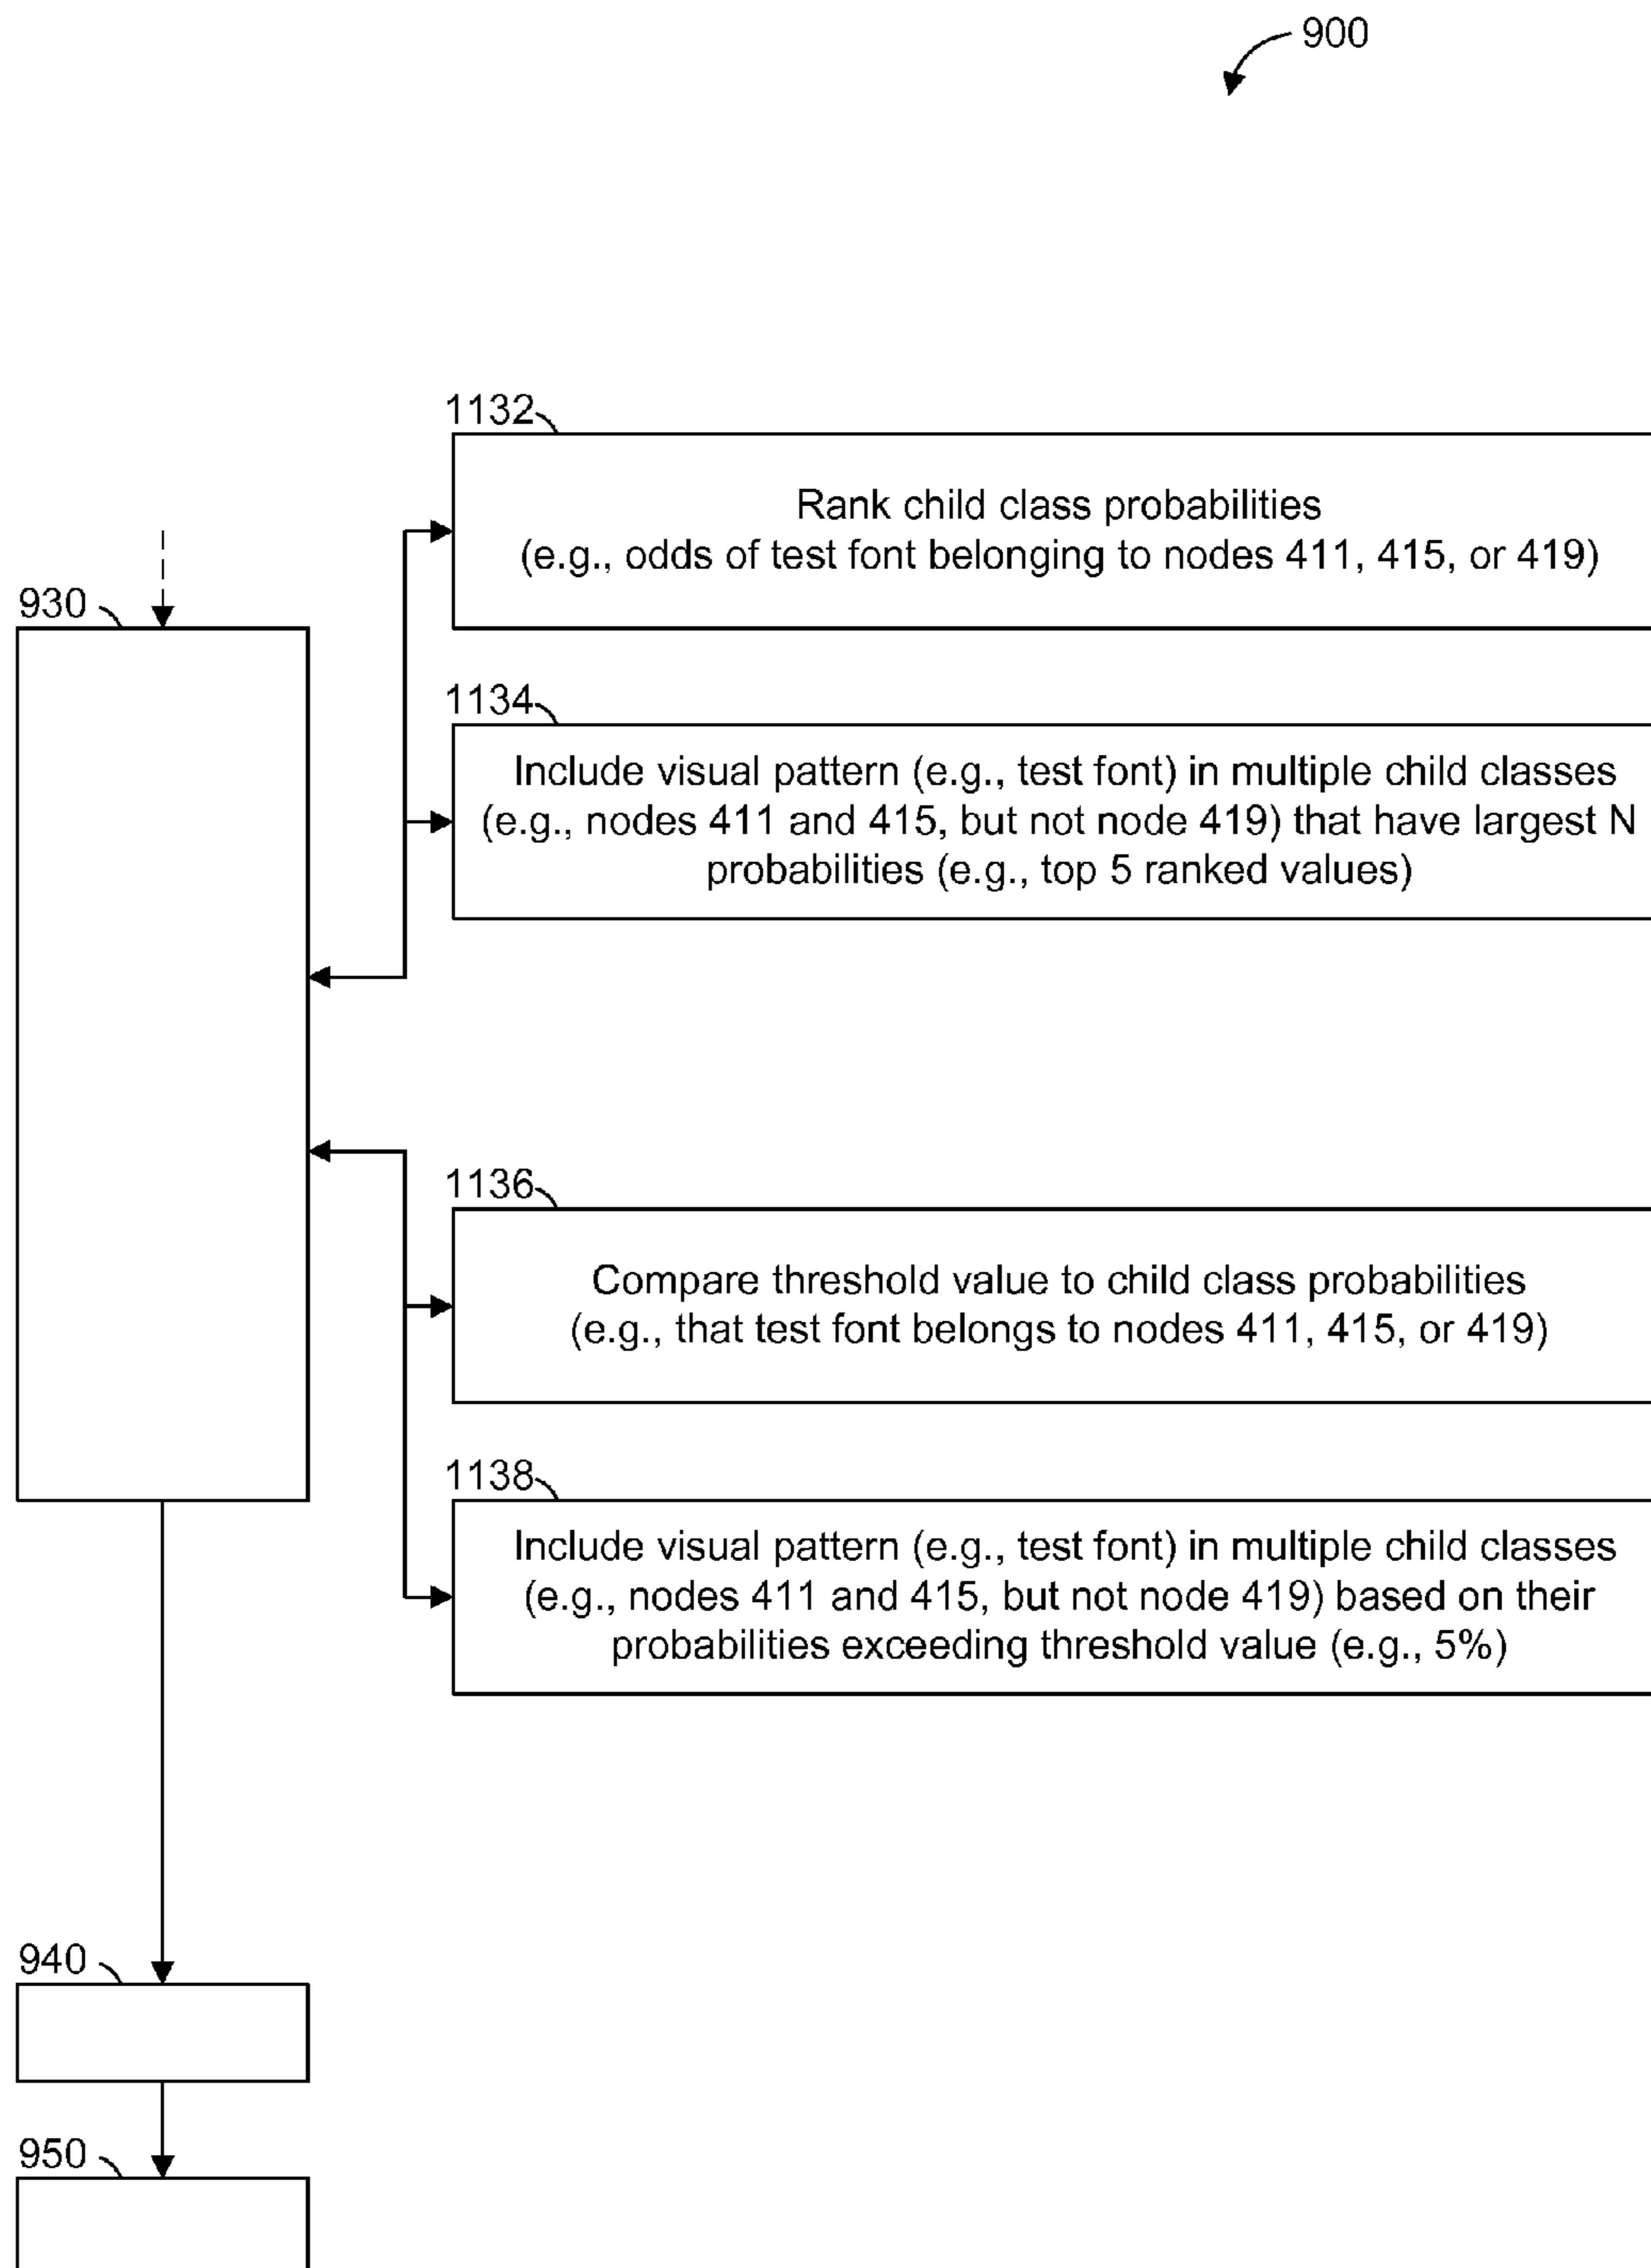 900
1132
Rank child class probabilities
(e.g., odds of test font belonging to nodes 411, 415, or 419)
930
1134
Include visual pattern (e.g., test font) in multiple child classes
(e.g., nodes 411 and 415, but not node 419) that have largest N
probabilities (e.g., top 5 ranked values)
1136
Compare threshold value to child class probabilities
(e.g., that test font belongs to nodes 411, 415, or 419)
1138
Include visual pattern (e.g., test font) in multiple child classes
(e.g., nodes 411 and 415, but not node 419) based on their
probabilities exceeding threshold value (e.g., 5%)
940
950